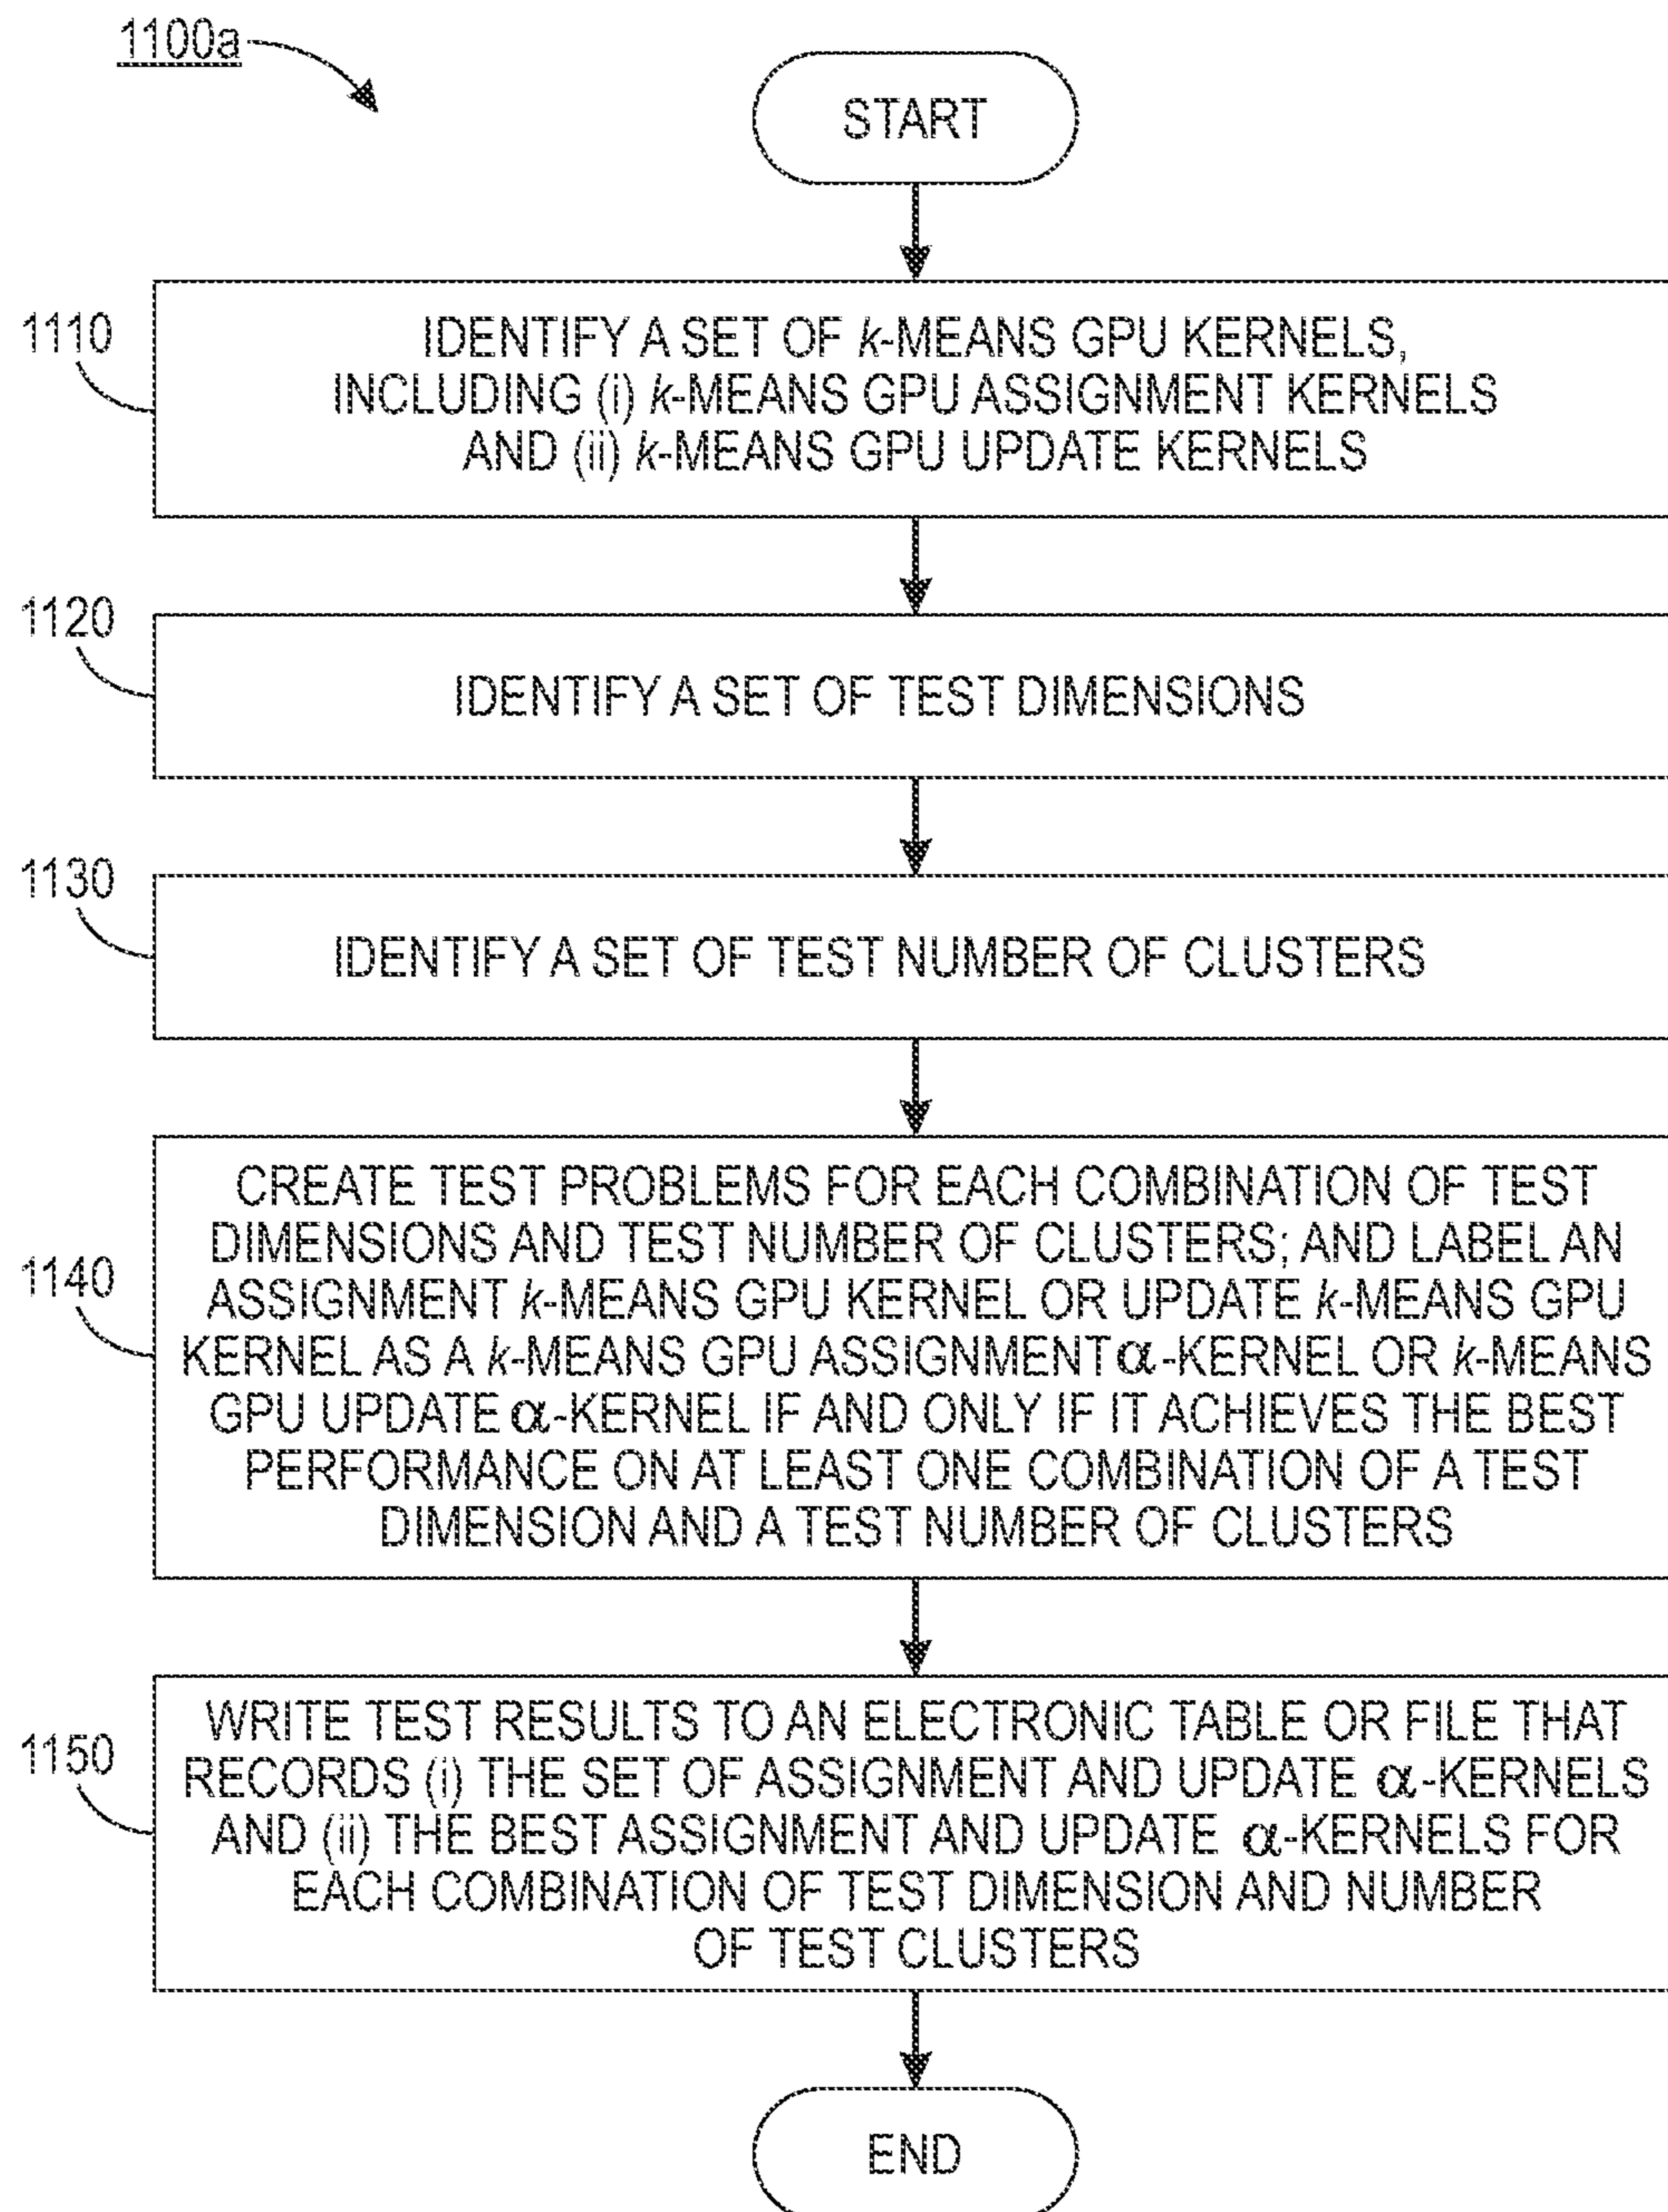 1100a
START
1110
IDENTIFY A SET OF k-MEANS GPU KERNELS,
INCLUDING (i) k-MEANS GPU ASSIGNMENT KERNELS
AND (ii) k-MEANS GPU UPDATE KERNELS
1120
IDENTIFY A SET OF TEST DIMENSIONS
1130
IDENTIFY A SET OF TEST NUMBER OF CLUSTERS
1140
CREATE TEST PROBLEMS FOR EACH COMBINATION OF TEST
DIMENSIONS AND TEST NUMBER OF CLUSTERS; AND LABEL AN
ASSIGNMENT k-MEANS GPU KERNEL OR UPDATE k-MEANS GPU
KERNEL AS A k-MEANS GPU ASSIGNMENT α-KERNEL OR k-MEANS
GPU UPDATE α-KERNEL IF AND ONLY IF IT ACHIEVES THE BEST
PERFORMANCE ON AT LEAST ONE COMBINATION OF A TEST
DIMENSION AND A TEST NUMBER OF CLUSTERS
1150
WRITE TEST RESULTS TO AN ELECTRONIC TABLE OR FILE THAT
RECORDS (i) THE SET OF ASSIGNMENT AND UPDATE α-KERNELS
AND (ii) THE BEST ASSIGNMENT AND UPDATE α-KERNELS FOR
EACH COMBINATION OF TEST DIMENSION AND NUMBER
OF TEST CLUSTERS
END